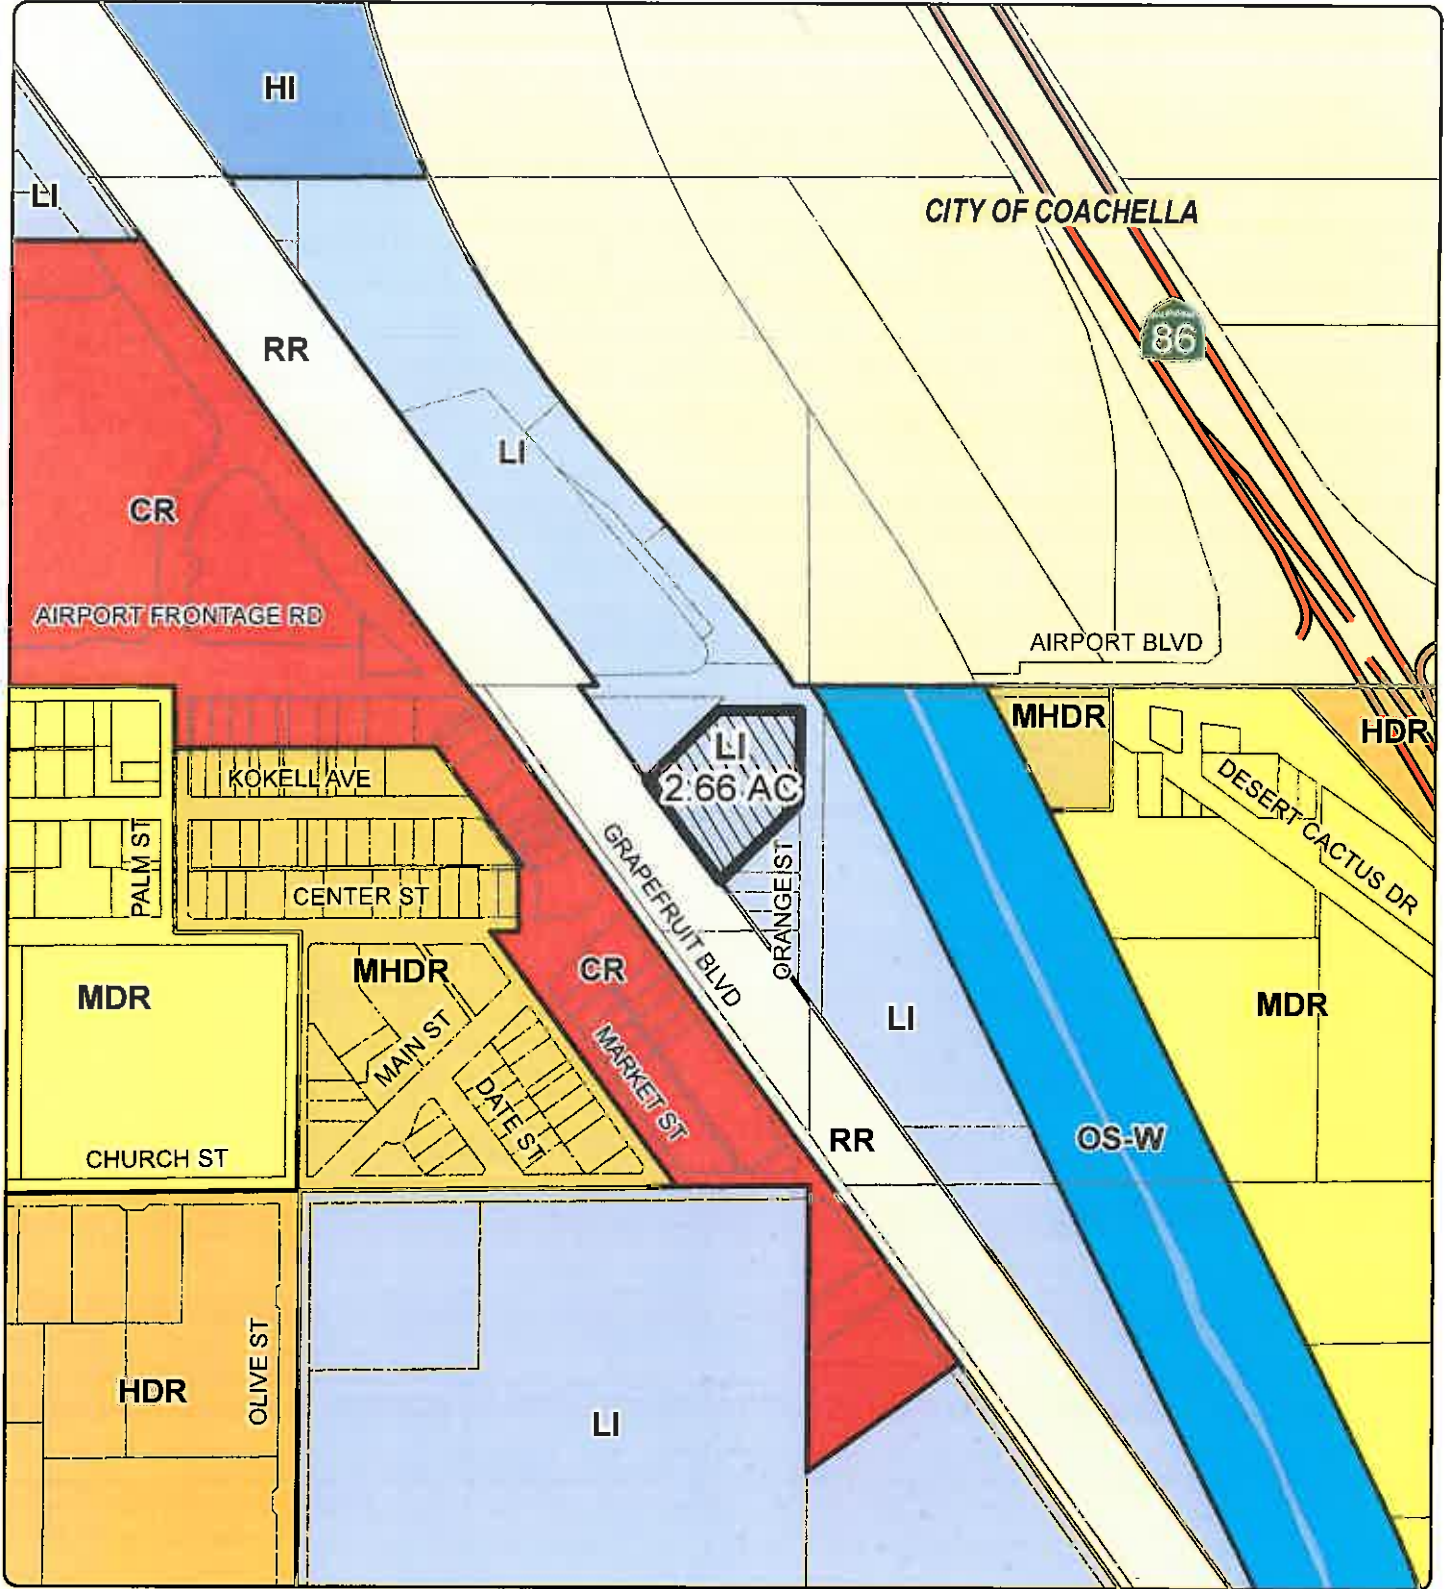 HI
LI
CITY OF COACHELLA
86
RR
LI
CR
AIRPORT FRONTAGE RD
AIRPORT BLVD
MHDR
HDR
LI
2.66 AC
KOKELL AVE
DESERT CACTUS DR
PALM ST
CENTER ST
GRAPEFRUIT BLVD
ORANGE ST
MHDR
CR
MDR
MDR
LI
MAIN ST
MARKET ST
DATE ST
RR
OS-W
CHURCH ST
OLIVE ST
HDR
LI